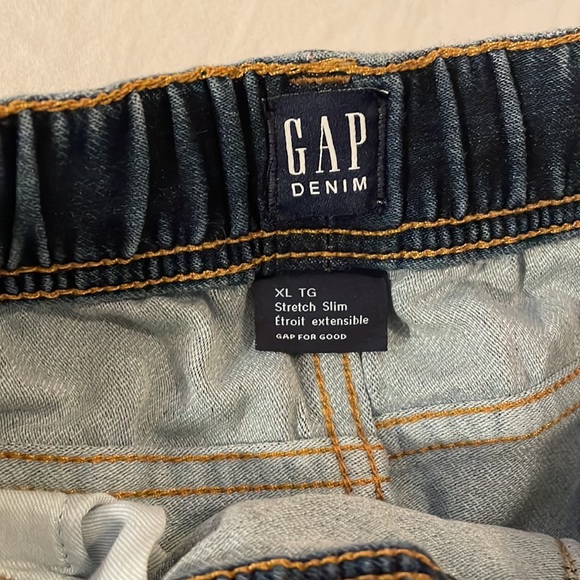 GAP
DENIM
XL TG
Stretch Slim
Étroit extensible
GAP FOR GOOD